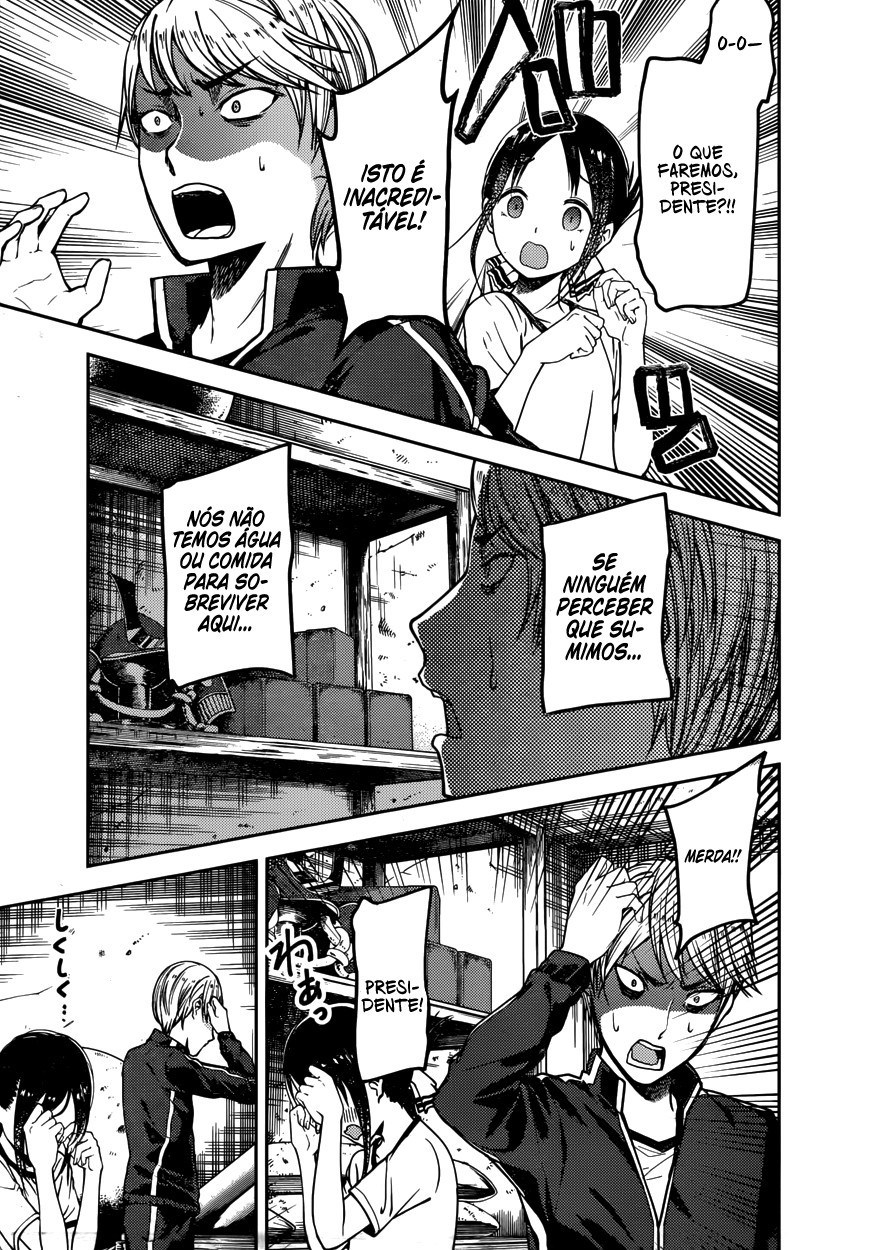 O-O—
O QUE
FAREMOS,
PRESI-
DENTE?!!
ISTO É
INACREDI-
TÁVEL!
SE
NINGUÉM
PERCEBER
QUE SU-
MIMOS...
NÓS NÃO
TEMOS ÁGUA
OU COMIDA
PARA SO-
BREVIVER
AQUI...
MERDA!!
PRESI-
DENTE!
わあっ
しくしく…